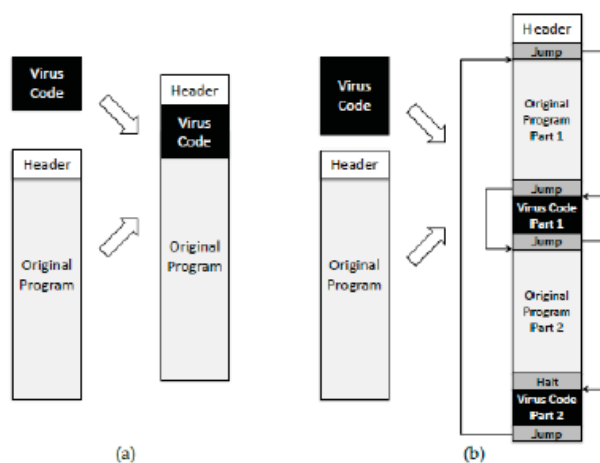 Virus
Code
Header
Original
Program
Header
Virus
Code
Original
Program
(a)
Virus
Code
Header
Original
Program
Header
Jump
Original
Program
Part 1
Jump
Virus Code
Part 1
Jump
Original
Program
Part 2
Halt
Virus Code
Part 2
Jump
(b)